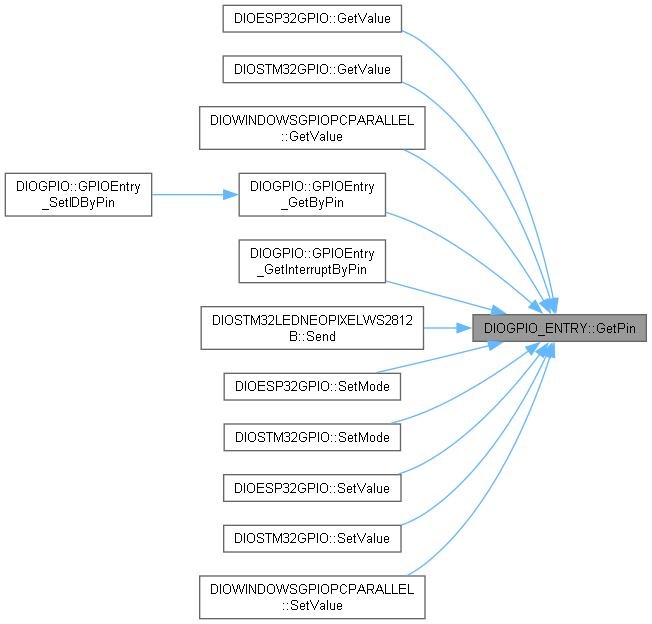 DIOESP32GPIO::GetValue
DIOSTM32GPIO::GetValue
DIOWINDOWSGPIOPCPARALLEL
::GetValue
DIOGPIO::GPIOEntry
_SetIDByPin
DIOGPIO::GPIOEntry
_GetByPin
DIOGPIO::GPIOEntry
_GetInterruptByPin
DIOSTM32LEDNEOPIXELWS2812
B::Send
DIOGPIO_ENTRY::GetPin
DIOESP32GPIO::SetMode
DIOSTM32GPIO::SetMode
DIOESP32GPIO::SetValue
DIOSTM32GPIO::SetValue
DIOWINDOWSGPIOPCPARALLEL
::SetValue